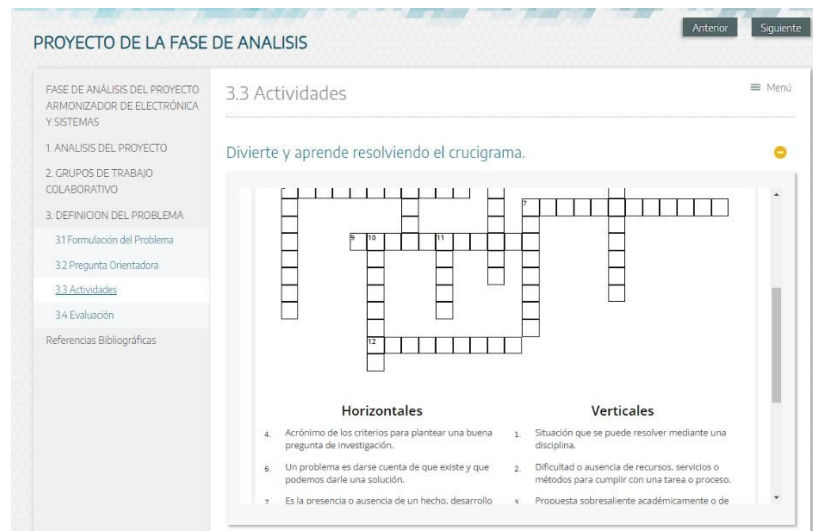 Anterior
Siguiente
PROYECTO DE LA FASE DE ANALISIS
FASE DE ANÁLISIS DEL PROYECTO
ARMONIZADOR DE ELECTRÓNICA
Y SISTEMAS
1. ANALISIS DEL PROYECTO
2. GRUPOS DE TRABAJO
COLABORATIVO
3. DEFINICION DEL PROBLEMA
3.1 Formulación del Problema
3.2 Pregunta Orientadora
3.3 Actividades
3.4 Evaluación
Referencias Bibliográficas
3.3 Actividades
Menú
Divierte y aprende resolviendo el crucigrama.
7
9 10 11
12
Horizontales
4. Acrónimo de los criterios para plantear una buena
pregunta de investigación.
6. Un problema es darse cuenta de que existe y que
podemos darle una solución.
7 Es la presencia o ausencia de un hecho, desarrollo
Verticales
1. Situación que se puede resolver mediante una
disciplina.
2. Dificultad o ausencia de recursos, servicios o
métodos para cumplir con una tarea o proceso.
3 Propuesta sobresaliente académicamente o de